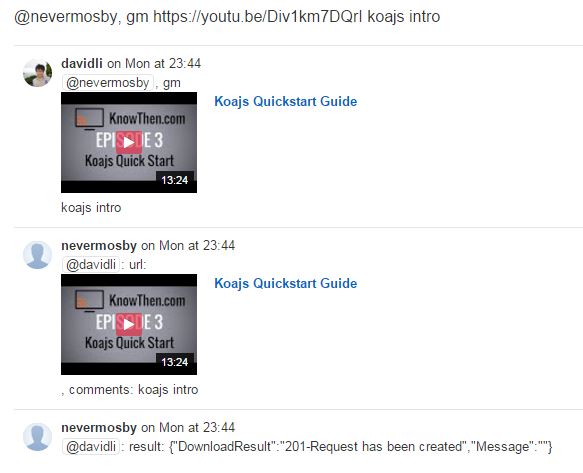 @nevermosby, gm https://youtu.be/Div1km7DQrI koajs intro
davidli on Mon at 23:44
@nevermosby , gm
Koajs Quickstart Guide
KnowThen.com
EPISODE 3
Koajs Quick Start
13:24
koajs intro
nevermosby on Mon at 23:44
@davidli : url:
Koajs Quickstart Guide
KnowThen.com
EPISODE 3
Koajs Quick Start
13:24
, comments: koajs intro
nevermosby on Mon at 23:44
@davidli : result: {"DownloadResult":"201-Request has been created","Message":""}